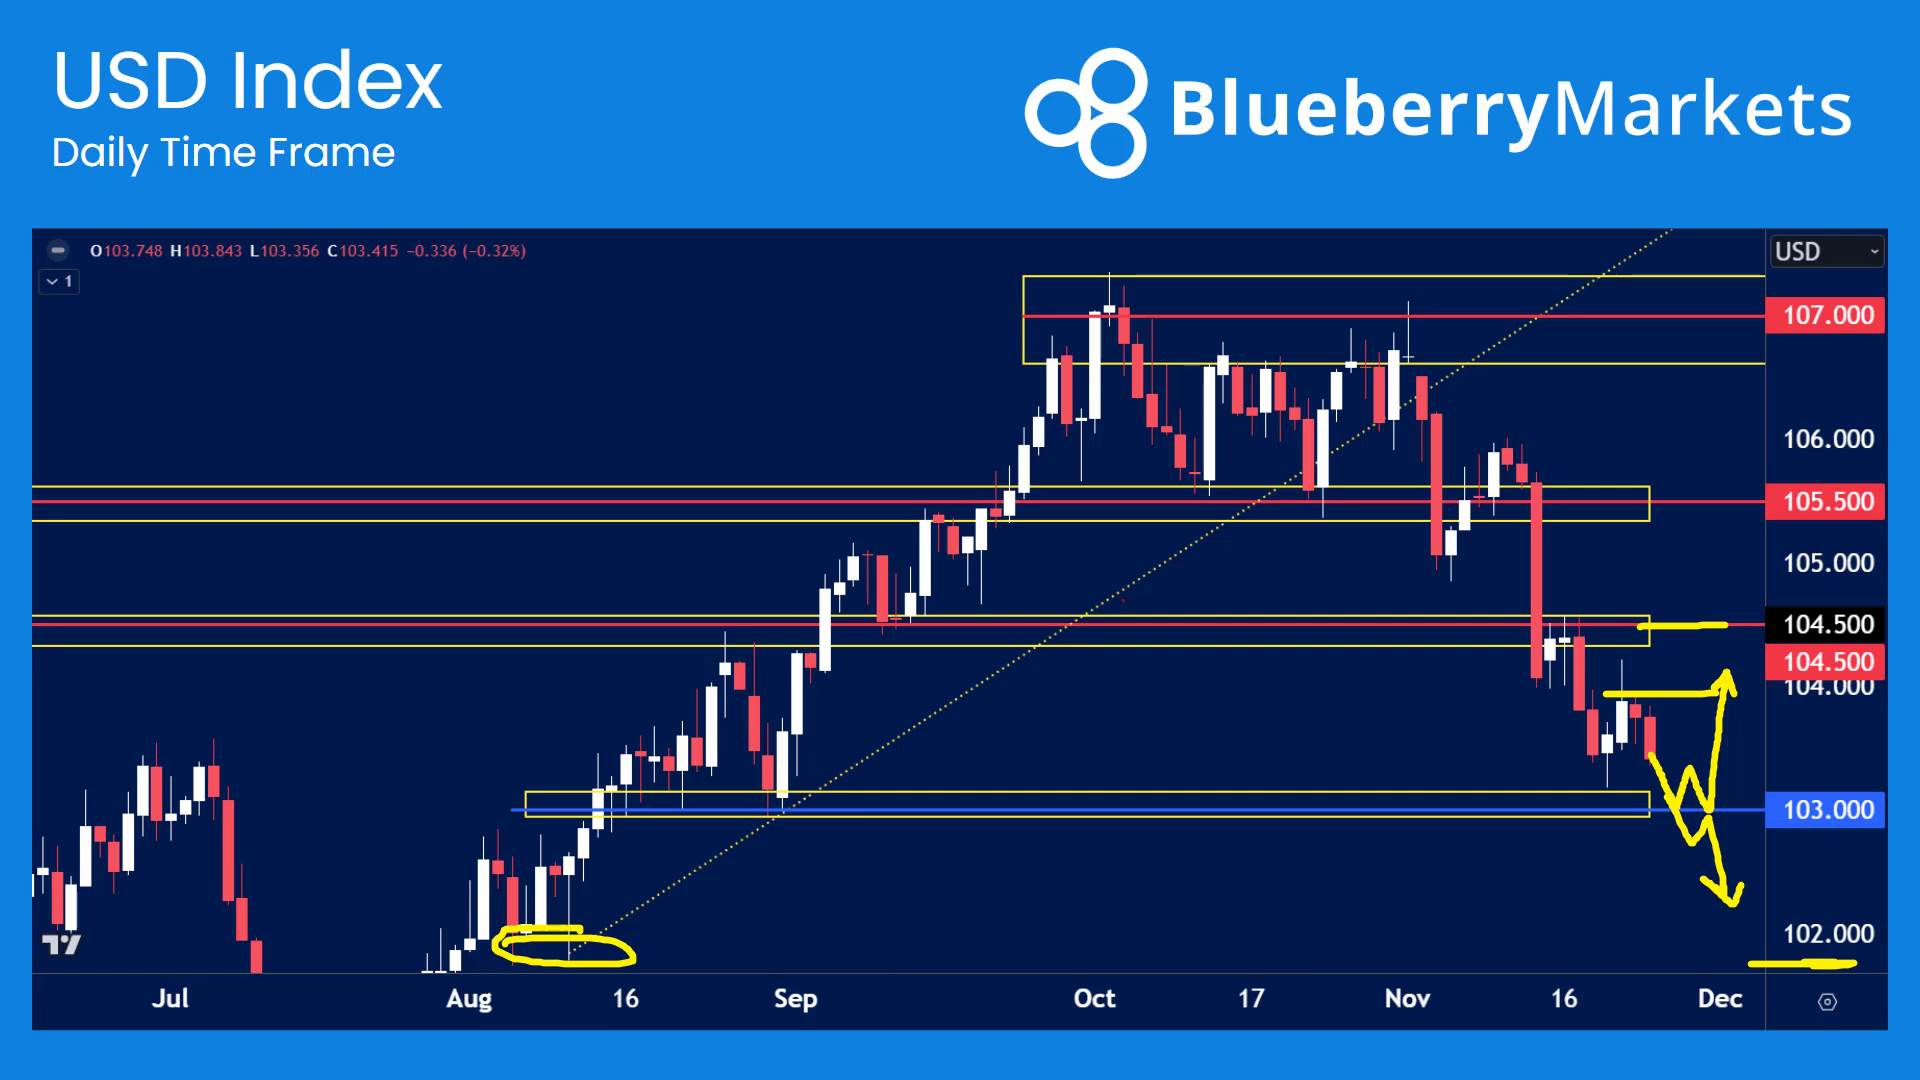 USD Index
Daily Time Frame
BlueberryMarkets
O103.748 H103.843 L103.356 C103.415 −0.336 (−0.32%)
1
USD
107.000
106.000
105.500
105.000
104.500
104.500
104.000
103.000
102.000
Jul Aug 16 Sep Oct 17 Nov 16 Dec